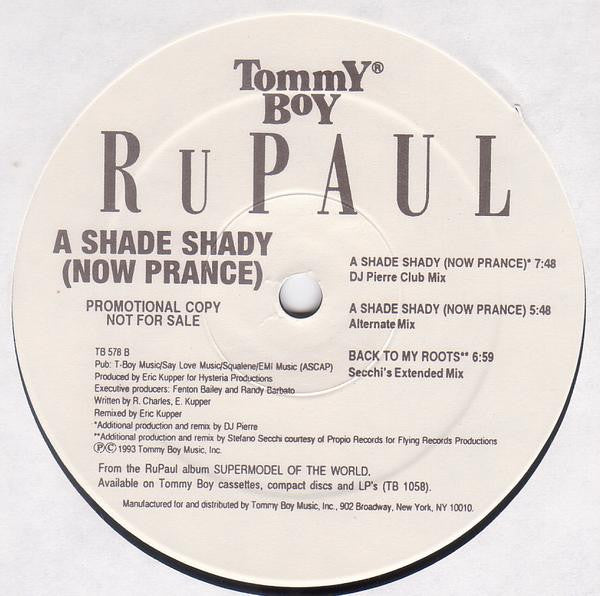 Tommy®
Boy
RuPAUL
A SHADE SHADY
(NOW PRANCE)
PROMOTIONAL COPY
NOT FOR SALE
A SHADE SHADY (NOW PRANCE)* 7:48
DJ Pierre Club Mix
A SHADE SHADY (NOW PRANCE) 5:48
Alternate Mix
BACK TO MY ROOTS** 6:59
Secchi's Extended Mix
TB 578 B
Pub: T-Boy Music/Say Love Music/Squalene/EMI Music (ASCAP)
Produced by Eric Kupper for Hysteria Productions
Executive producers: Fenton Bailey and Randy Barbato
Written by R. Charles, E. Kupper
Remixed by Eric Kupper
*Additional production and remix by DJ Pierre
**Additional production and remix by Stefano Secchi courtesy of Propio Records for Flying Records Productions
Ⓟ© 1993 Tommy Boy Music, Inc.
From the RuPaul album SUPERMODEL OF THE WORLD.
Available on Tommy Boy cassettes, compact discs and LP's (TB 1058).
Manufactured for and distributed by Tommy Boy Music, Inc., 902 Broadway, New York, NY 10010.